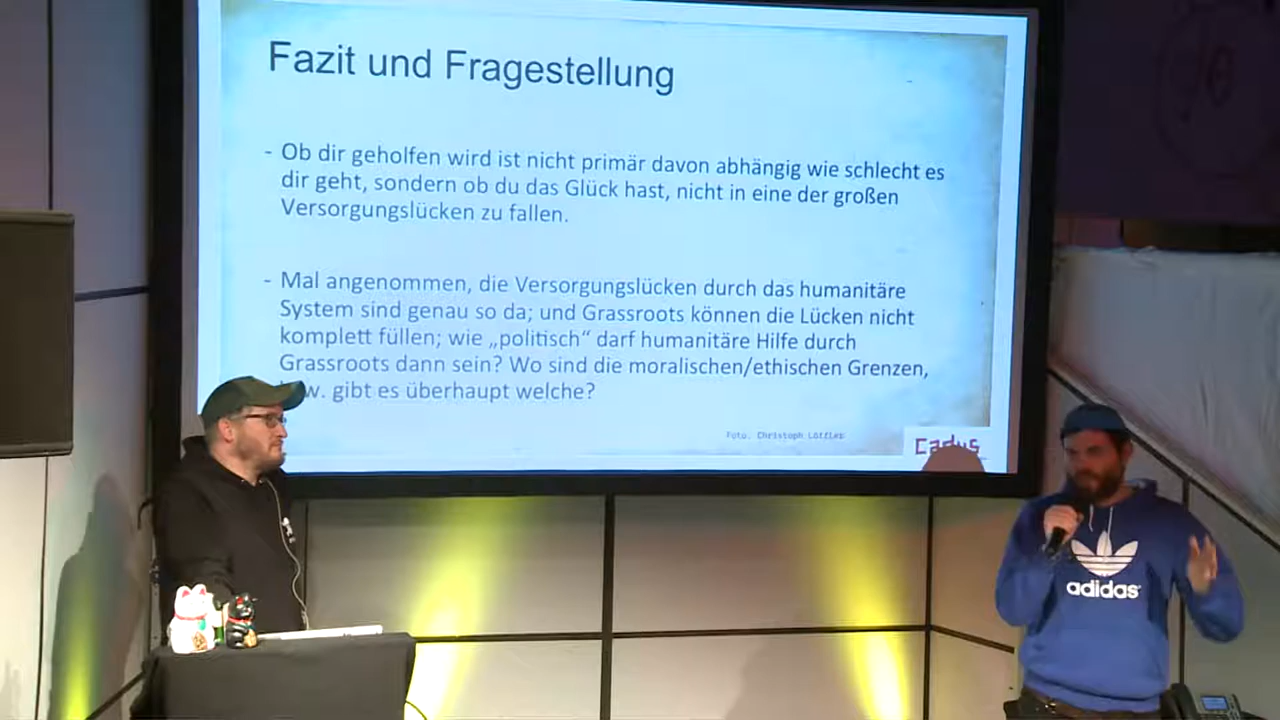 Fazit und Fragestellung
- Ob dir geholfen wird ist nicht primär davon abhängig wie schlecht es
dir geht, sondern ob du das Glück hast, nicht in eine der großen
Versorgungslücken zu fallen.
- Mal angenommen, die Versorgungslücken durch das humanitäre
System sind genau so da; und Grassroots können die Lücken nicht
komplett füllen; wie „politisch“ darf humanitäre Hilfe durch
Grassroots dann sein? Wo sind die moralischen/ethischen Grenzen,
w. gibt es überhaupt welche?
Foto. Christoph
Cadus
adidas